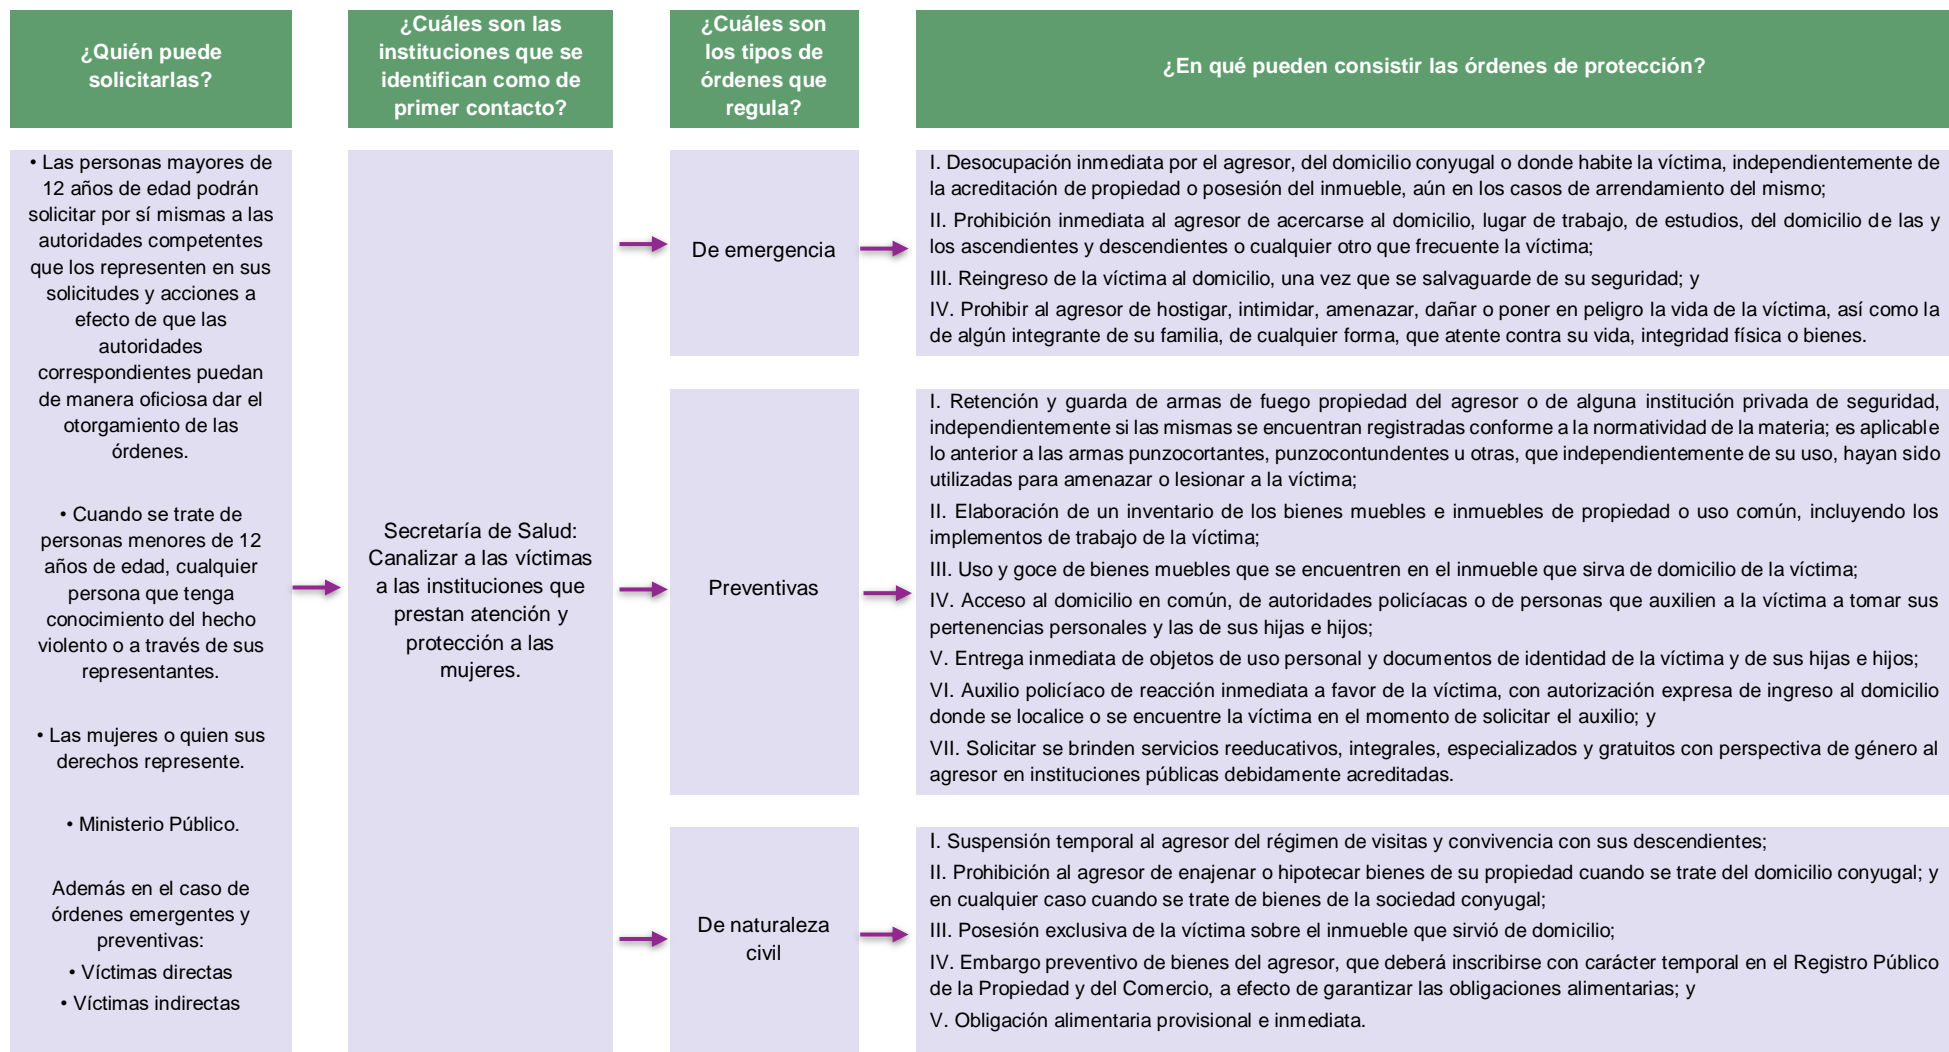 ¿Quién puede
solicitarlas?
¿Cuáles son las
instituciones que se
identifican como de
primer contacto?
¿Cuáles son
los tipos de
órdenes que
regula?
¿En qué pueden consistir las órdenes de protección?
• Las personas mayores de
12 años de edad podrán
solicitar por sí mismas a las
autoridades competentes
que los representen en sus
solicitudes y acciones a
efecto de que las
autoridades
correspondientes puedan
de manera oficiosa dar el
otorgamiento de las
órdenes.
• Cuando se trate de
personas menores de 12
años de edad, cualquier
persona que tenga
conocimiento del hecho
violento o a través de sus
representantes.
• Las mujeres o quien sus
derechos represente.
• Ministerio Público.
Además en el caso de
órdenes emergentes y
preventivas:
• Víctimas directas
• Víctimas indirectas
Secretaría de Salud:
Canalizar a las víctimas
a las instituciones que
prestan atención y
protección a las
mujeres.
De emergencia
I. Desocupación inmediata por el agresor, del domicilio conyugal o donde habite la víctima, independientemente de
la acreditación de propiedad o posesión del inmueble, aún en los casos de arrendamiento del mismo;
II. Prohibición inmediata al agresor de acercarse al domicilio, lugar de trabajo, de estudios, del domicilio de las y
los ascendientes y descendientes o cualquier otro que frecuente la víctima;
III. Reingreso de la víctima al domicilio, una vez que se salvaguarde de su seguridad; y
IV. Prohibir al agresor de hostigar, intimidar, amenazar, dañar o poner en peligro la vida de la víctima, así como la
de algún integrante de su familia, de cualquier forma, que atente contra su vida, integridad física o bienes.
Preventivas
I. Retención y guarda de armas de fuego propiedad del agresor o de alguna institución privada de seguridad,
independientemente si las mismas se encuentran registradas conforme a la normatividad de la materia; es aplicable
lo anterior a las armas punzocortantes, punzocontundentes u otras, que independientemente de su uso, hayan sido
utilizadas para amenazar o lesionar a la víctima;
II. Elaboración de un inventario de los bienes muebles e inmuebles de propiedad o uso común, incluyendo los
implementos de trabajo de la víctima;
III. Uso y goce de bienes muebles que se encuentren en el inmueble que sirva de domicilio de la víctima;
IV. Acceso al domicilio en común, de autoridades policíacas o de personas que auxilien a la víctima a tomar sus
pertenencias personales y las de sus hijas e hijos;
V. Entrega inmediata de objetos de uso personal y documentos de identidad de la víctima y de sus hijas e hijos;
VI. Auxilio policíaco de reacción inmediata a favor de la víctima, con autorización expresa de ingreso al domicilio
donde se localice o se encuentre la víctima en el momento de solicitar el auxilio; y
VII. Solicitar se brinden servicios reeducativos, integrales, especializados y gratuitos con perspectiva de género al
agresor en instituciones públicas debidamente acreditadas.
De naturaleza
civil
I. Suspensión temporal al agresor del régimen de visitas y convivencia con sus descendientes;
II. Prohibición al agresor de enajenar o hipotecar bienes de su propiedad cuando se trate del domicilio conyugal; y
en cualquier caso cuando se trate de bienes de la sociedad conyugal;
III. Posesión exclusiva de la víctima sobre el inmueble que sirvió de domicilio;
IV. Embargo preventivo de bienes del agresor, que deberá inscribirse con carácter temporal en el Registro Público
de la Propiedad y del Comercio, a efecto de garantizar las obligaciones alimentarias; y
V. Obligación alimentaria provisional e inmediata.